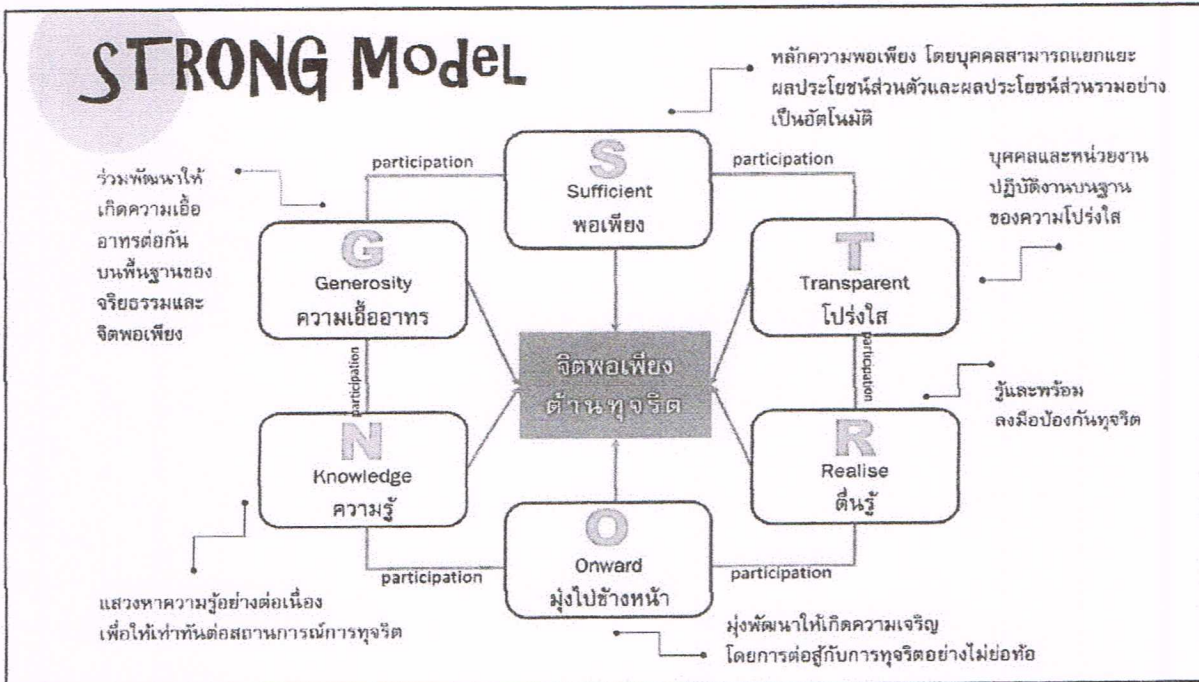 STRONG Model
หลักความพอเพียง โดยบุคคลสามารถแยกแยะ
ผลประโยชน์ส่วนตัวและผลประโยชน์ส่วนรวมอย่าง
เป็นอัตโนมัติ
participation
S
Sufficient
พอเพียง
participation
บุคคลและหน่วยงาน
ปฏิบัติงานบนฐาน
ของความโปร่งใส
ร่วมพัฒนาให้
เกิดความเอื้อ
อาทรต่อกัน
บนพื้นฐานของ
จริยธรรมและ
จิตพอเพียง
G
Generosity
ความเอื้ออาทร
T
Transparent
โปร่งใส
participation
จิตพอเพียง
ต้านทุจริต
participation
รู้และพร้อม
ลงมือป้องกันทุจริต
N
Knowledge
ความรู้
R
Realise
ตื่นรู้
participation
O
Onward
มุ่งไปข้างหน้า
participation
แสวงหาความรู้อย่างต่อเนื่อง
เพื่อให้เท่าทันต่อสถานการณ์การทุจริต
มุ่งพัฒนาให้เกิดความเจริญ
โดยการต่อสู้กับการทุจริตอย่างไม่ย่อท้อ